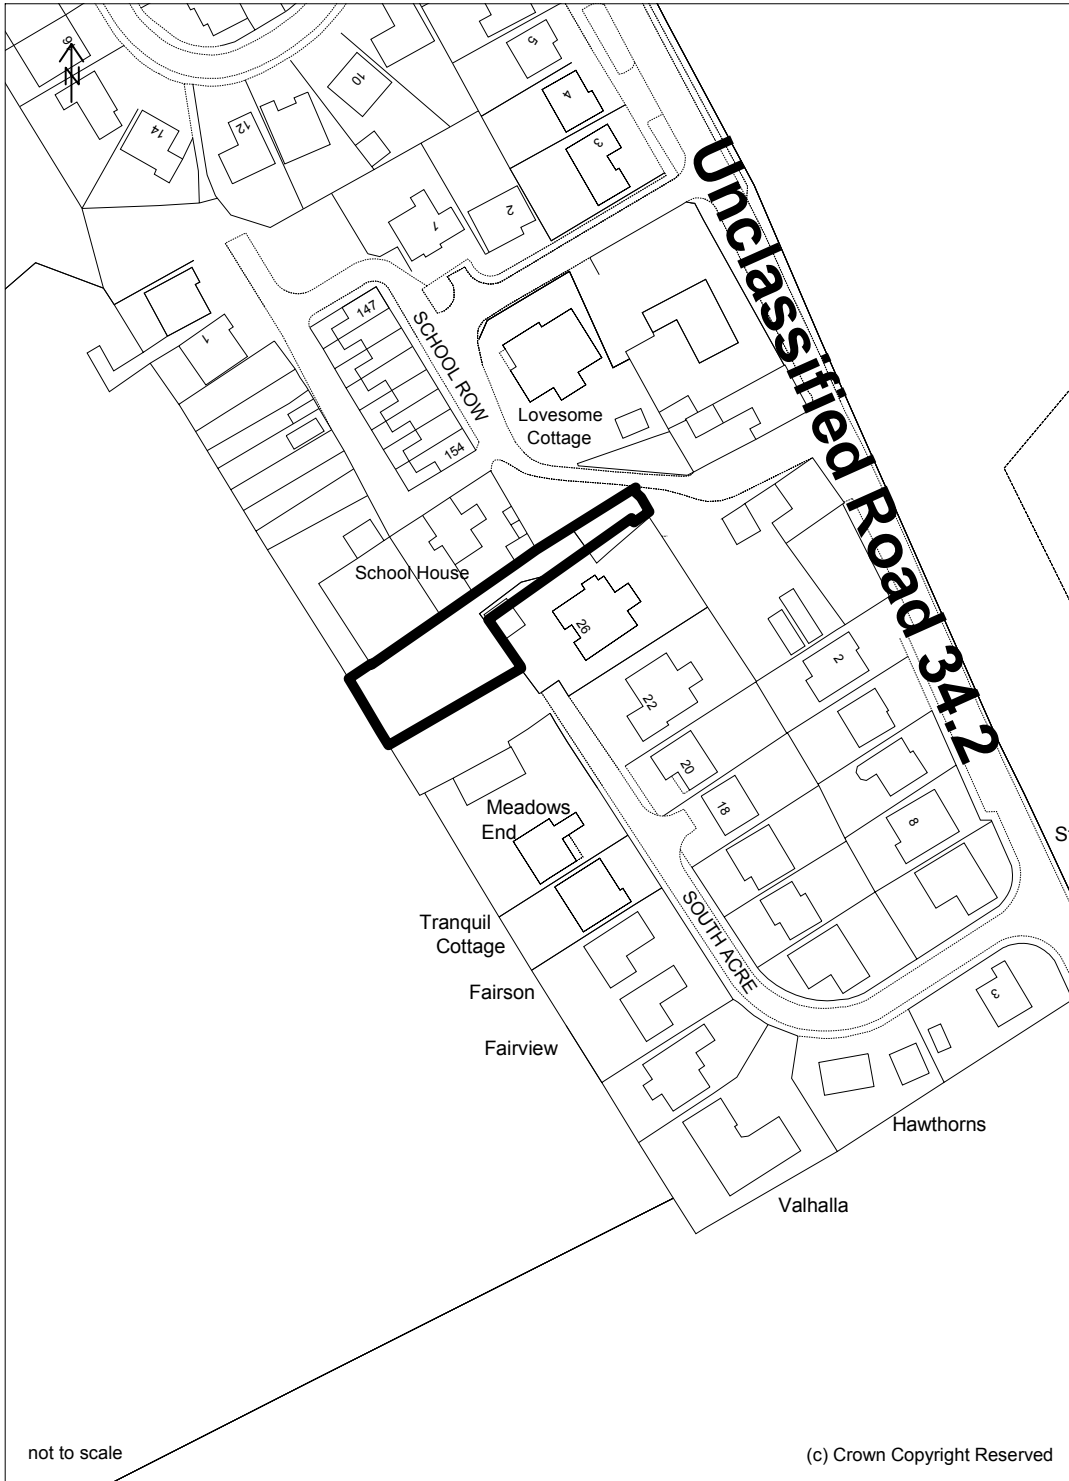 5
4
3
2
1
6
N
10
12
14
Unclassified Road 34.2
147
SCHOOL ROW
154
1
Lovesome
Cottage
School House
26
22
2
20
18
8
Meadows
End
SOUTH ACRE
Tranquil
Cottage
Fairson
Fairview
3
Hawthorns
Valhalla
not to scale
(c) Crown Copyright Reserved